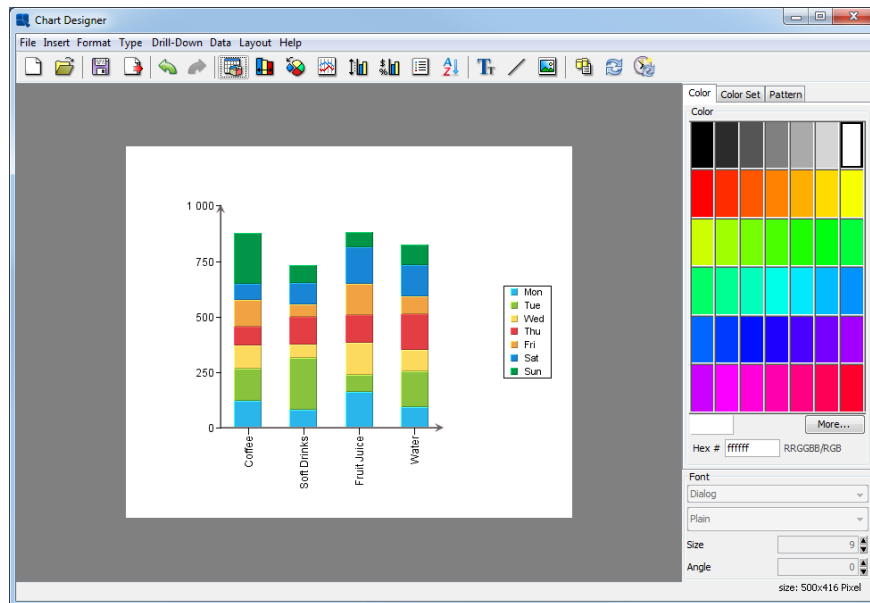 Chart Designer
File Insert Format Type Drill-Down Data Layout Help
Color Color Set Pattern
Color
1 000
750
500
250
0
Coffee
Soft Drinks
Fruit Juice
Water
Mon
Tue
Wed
Thu
Fri
Sat
Sun
More...
Hex # ffffff RRGGBB/RGB
Font
Dialog
Plain
Size 9
Angle 0
size: 500x416 Pixel